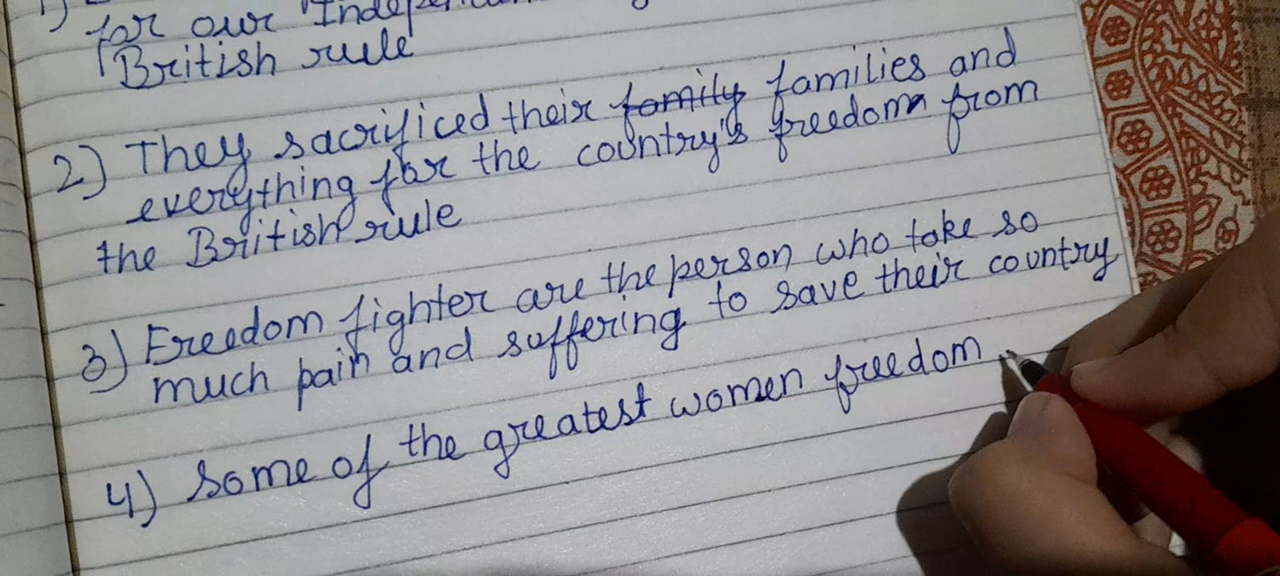 for our
British rule
2) They sacrificed their family families and
everything for the country's freedom from
the British rule
3) Freedom fighter are the person who take so
much pain and suffering to save their country
4) Some of the greatest women freedom